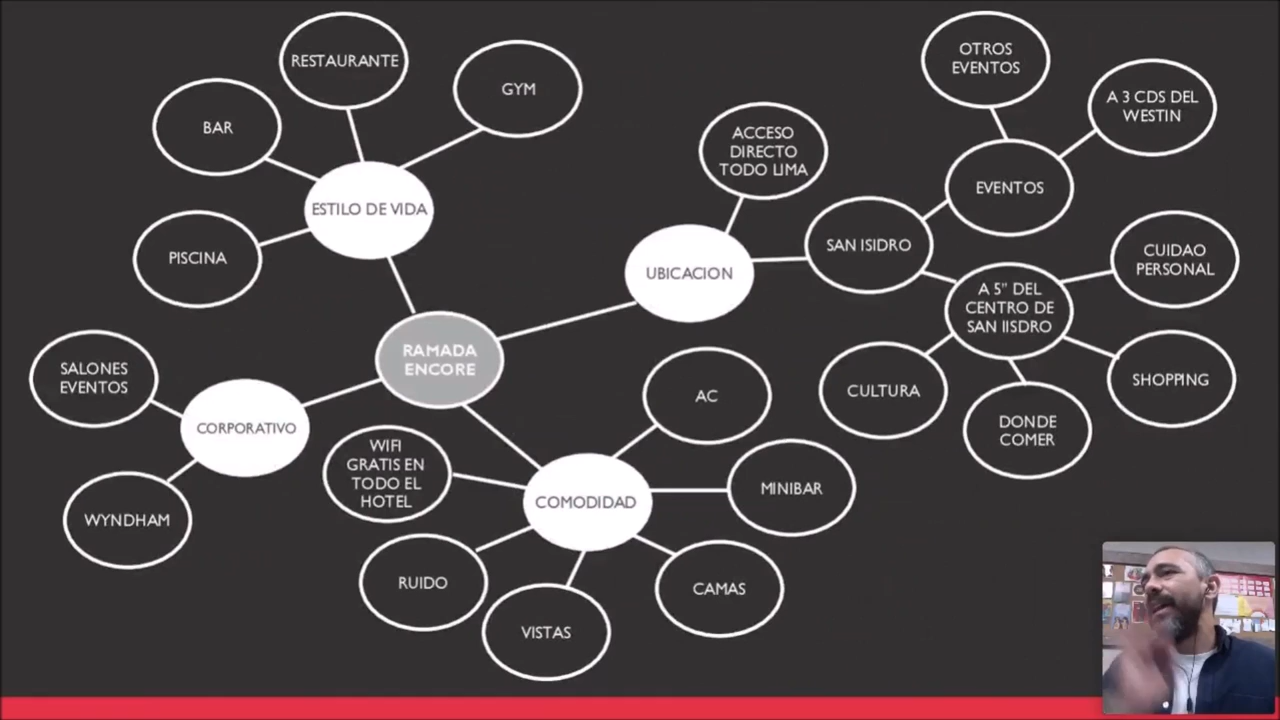 RESTAURANTE
GYM
BAR
ESTILO DE VIDA
PISCINA
RAMADA
ENCORE
SALONES
EVENTOS
CORPORATIVO
WYNDHAM
WIFI
GRATIS EN
TODO EL
HOTEL
COMODIDAD
AC
MINIBAR
CAMAS
VISTAS
RUIDO
UBICACION
ACCESO
DIRECTO
TODO LIMA
SAN ISIDRO
EVENTOS
OTROS
EVENTOS
A 3 CDS DEL
WESTIN
A 5" DEL
CENTRO DE
SAN IISDRO
CUIDAO
PERSONAL
SHOPPING
DONDE
COMER
CULTURA